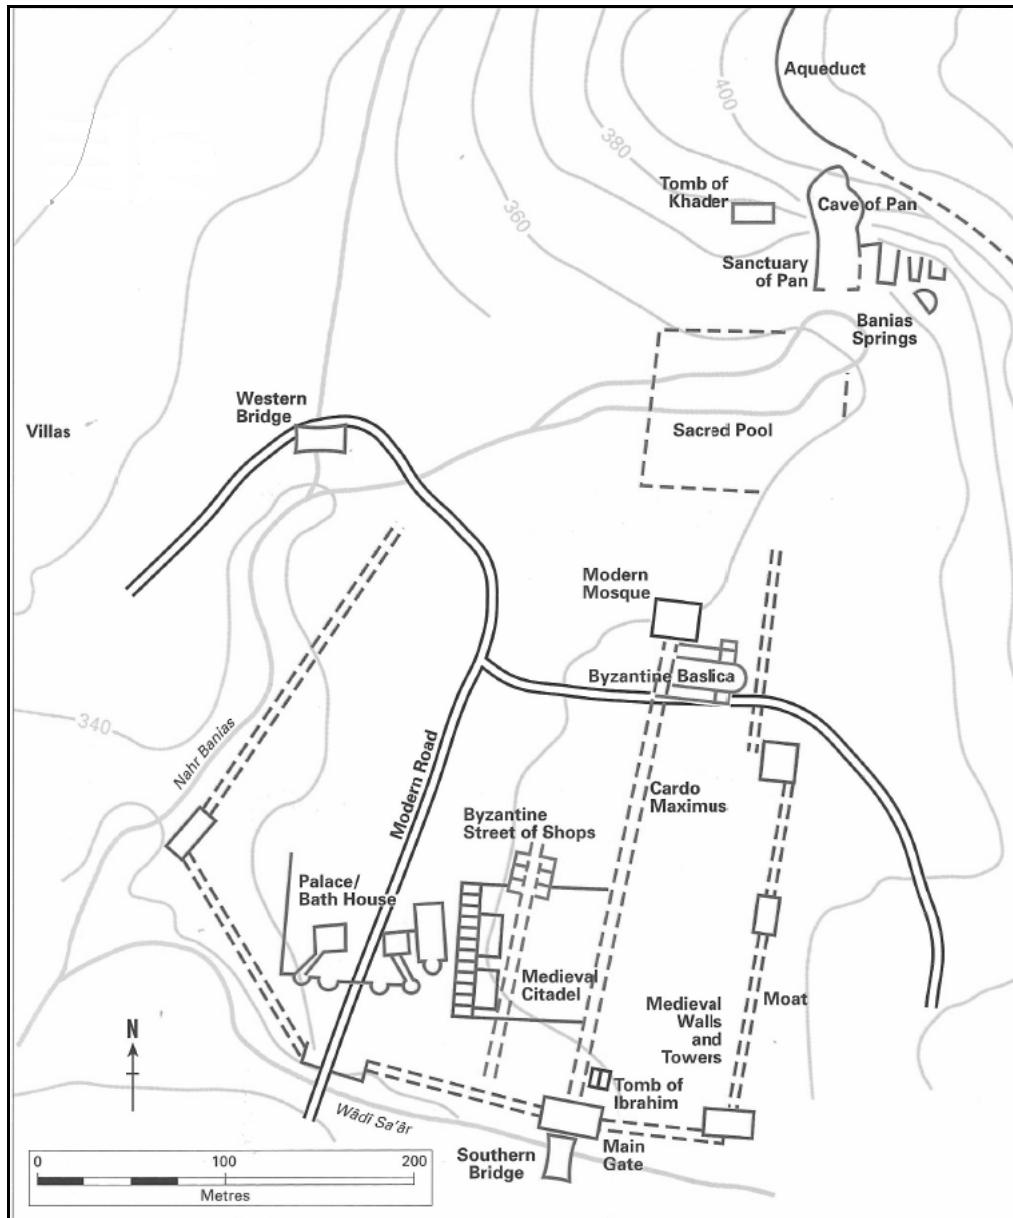 Aqueduct
400
380
Tomb of
Khader
Cave of Pan
360
Sanctuary
of Pan
Banias
Springs
Western
Bridge
Villas
Sacred Pool
Modern
Mosque
Byzantine Baslica
340
Nahr Banias
Modern Road
Cardo
Maximus
Byzantine
Street of Shops
Palace/
Bath House
Medieval
Citadel
Medieval
Walls
and
Towers
Moat
N
Tomb of
Ibrahim
Wâdī Sa'âr
Main
Gate
Southern
Bridge
0 100 200
Metres